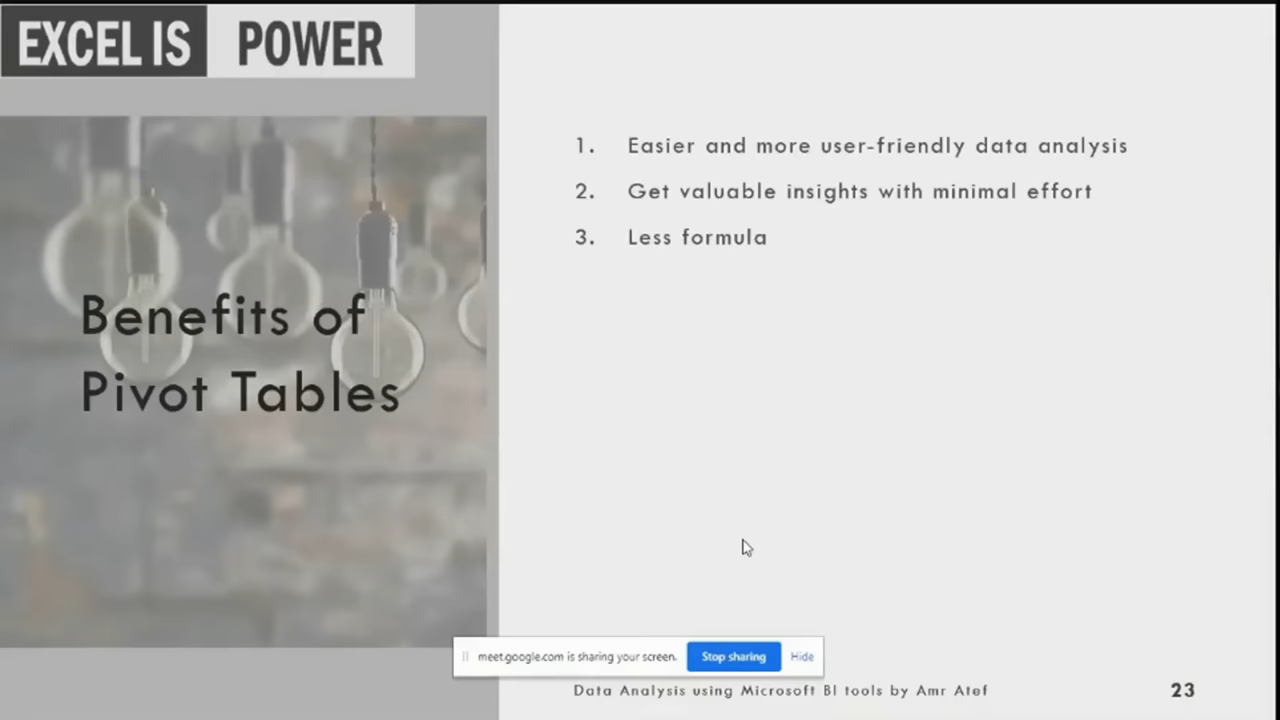 EXCEL IS POWER
Benefits of
Pivot Tables
1. Easier and more user-friendly data analysis
2. Get valuable insights with minimal effort
3. Less formula
meet.google.com is sharing your screen. Stop sharing Hide
Data Analysis using Microsoft BI tools by Amr Atef 23